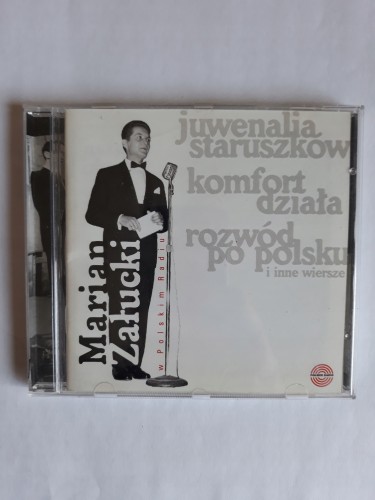 juwenalia
staruszków
komfort
działa
rozwód
po polsku
i inne wiersze
Marian
Załucki
w Polskim Radiu